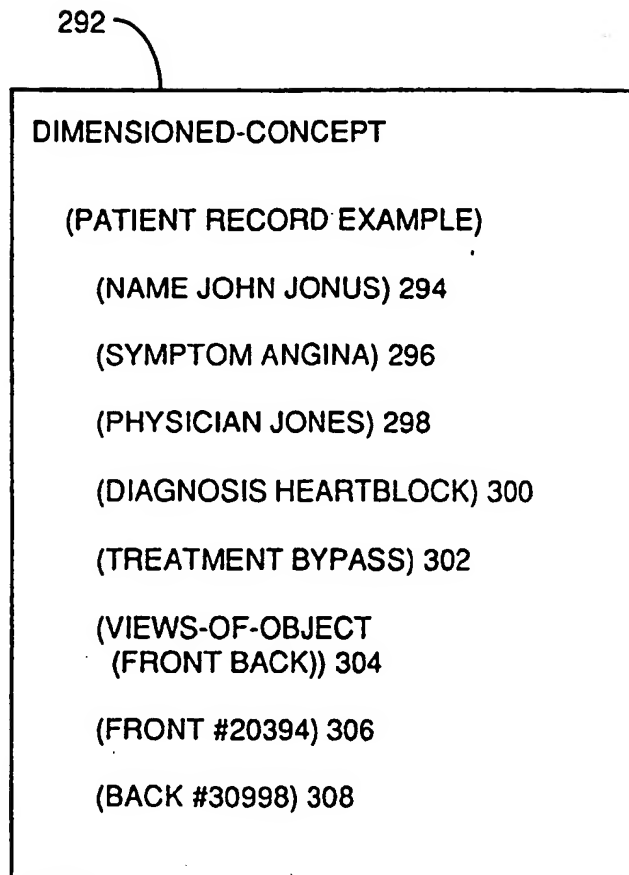 292
DIMENSIONED-CONCEPT
(PATIENT RECORD EXAMPLE)
(NAME JOHN JONUS) 294
(SYMPTOM ANGINA) 296
(PHYSICIAN JONES) 298
(DIAGNOSIS HEARTBLOCK) 300
(TREATMENT BYPASS) 302
(VIEWS-OF-OBJECT
(FRONT BACK)) 304
(FRONT #20394) 306
(BACK #30998) 308